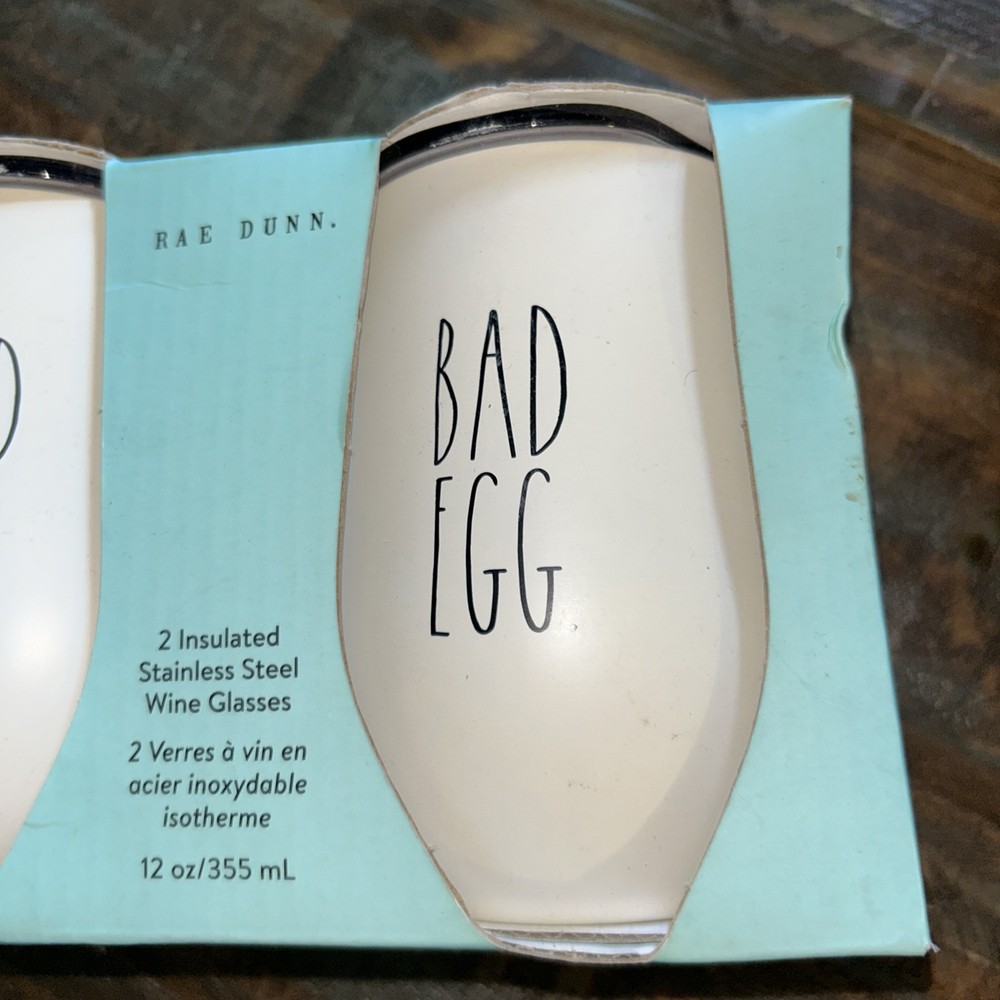 RAE DUNN.
BAD
EGG
2 Insulated
Stainless Steel
Wine Glasses
2 Verres à vin en
acier inoxydable
isotherme
12 oz/355 mL